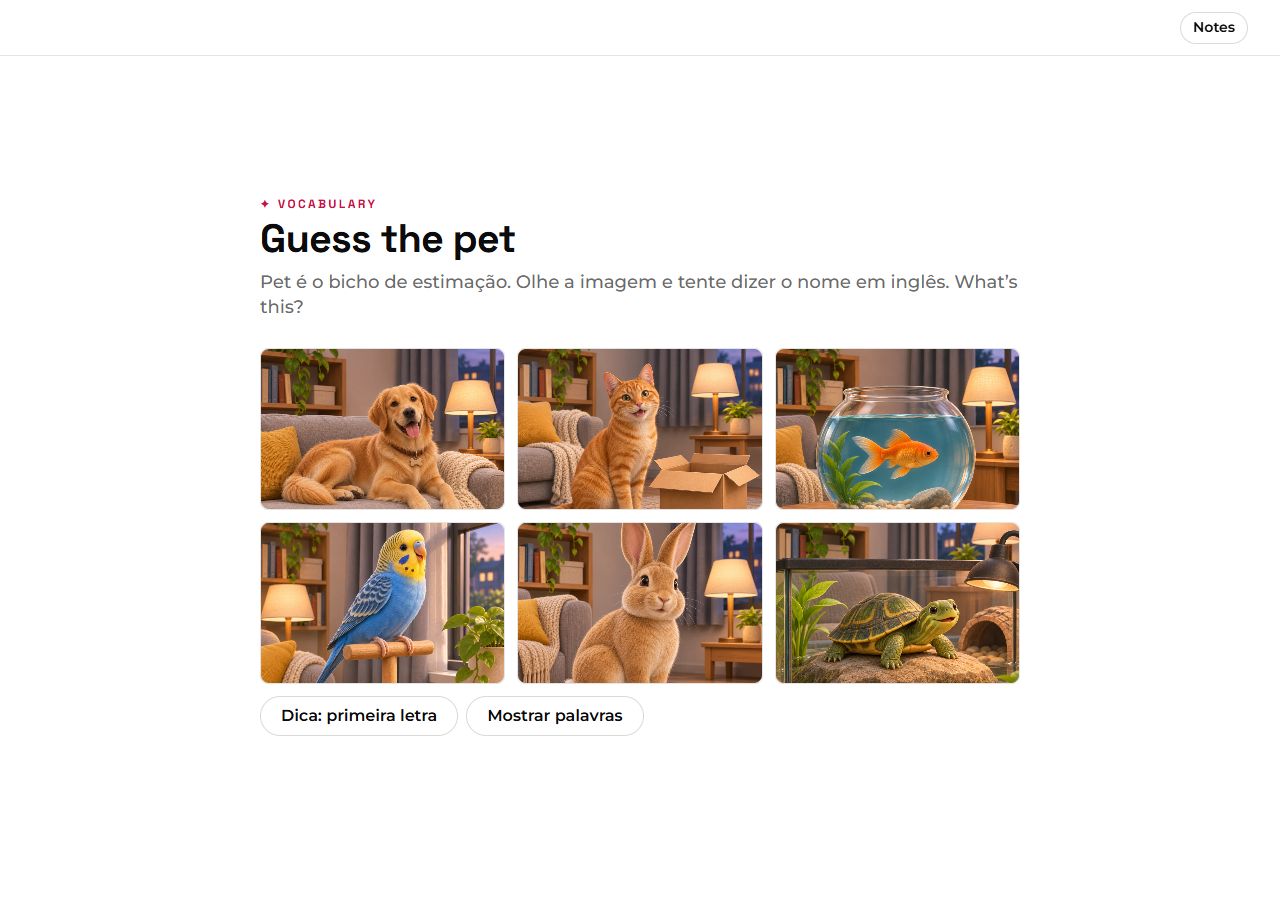 Notes
✦ VOCABULARY
Guess the pet
Pet é o bicho de estimação. Olhe a imagem e tente dizer o nome em inglês. What’s
this?
Dica: primeira letra
Mostrar palavras